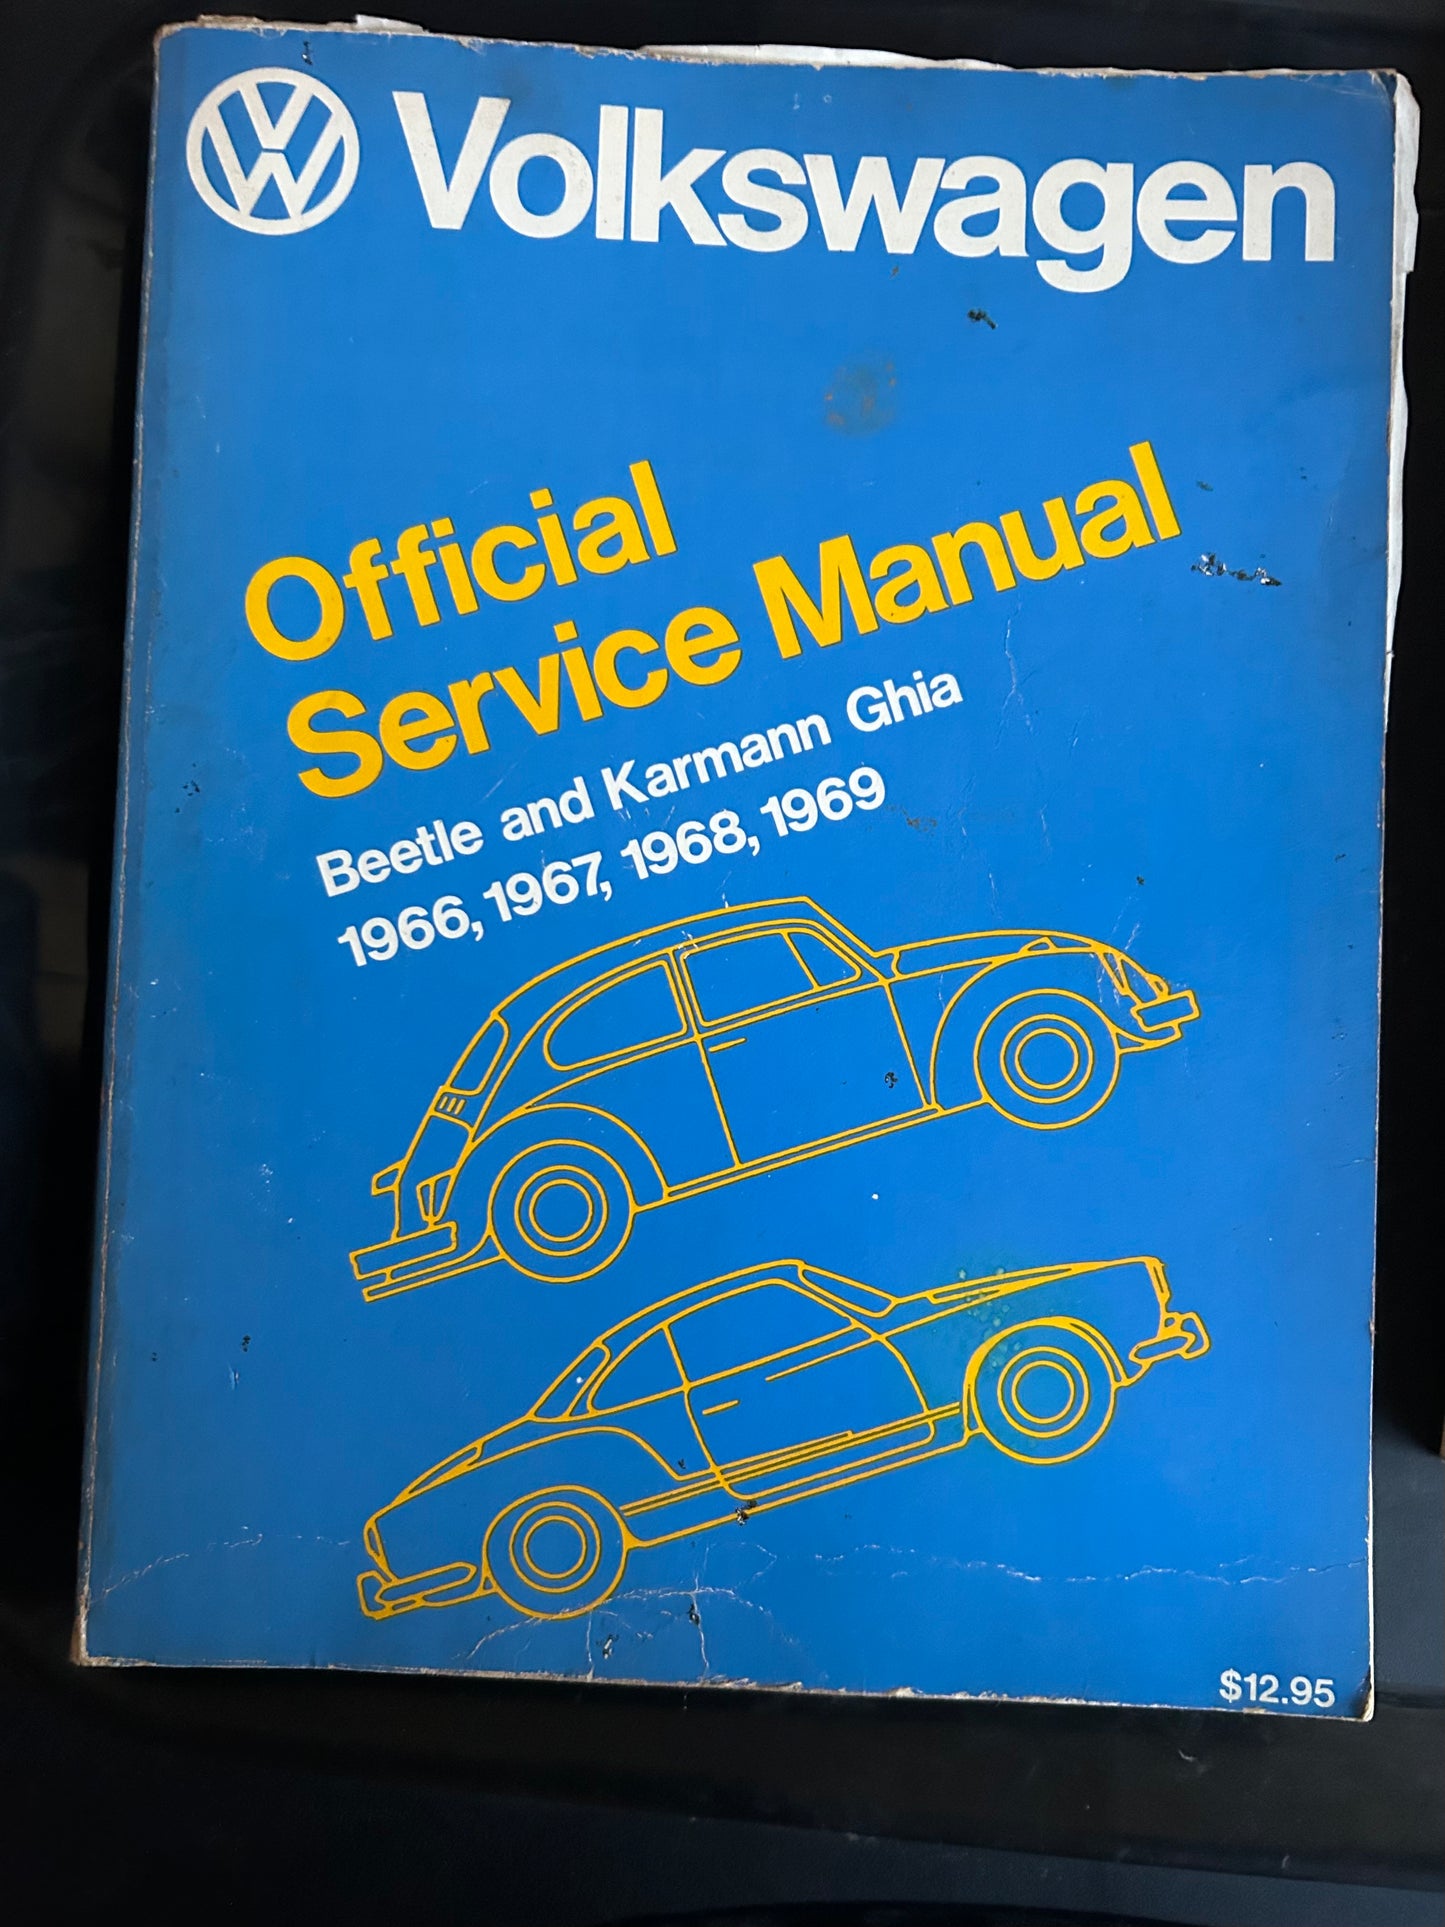 Volkswagen
Official
Service Manual
Beetle and Karmann Ghia
1966, 1967, 1968, 1969
$12.95